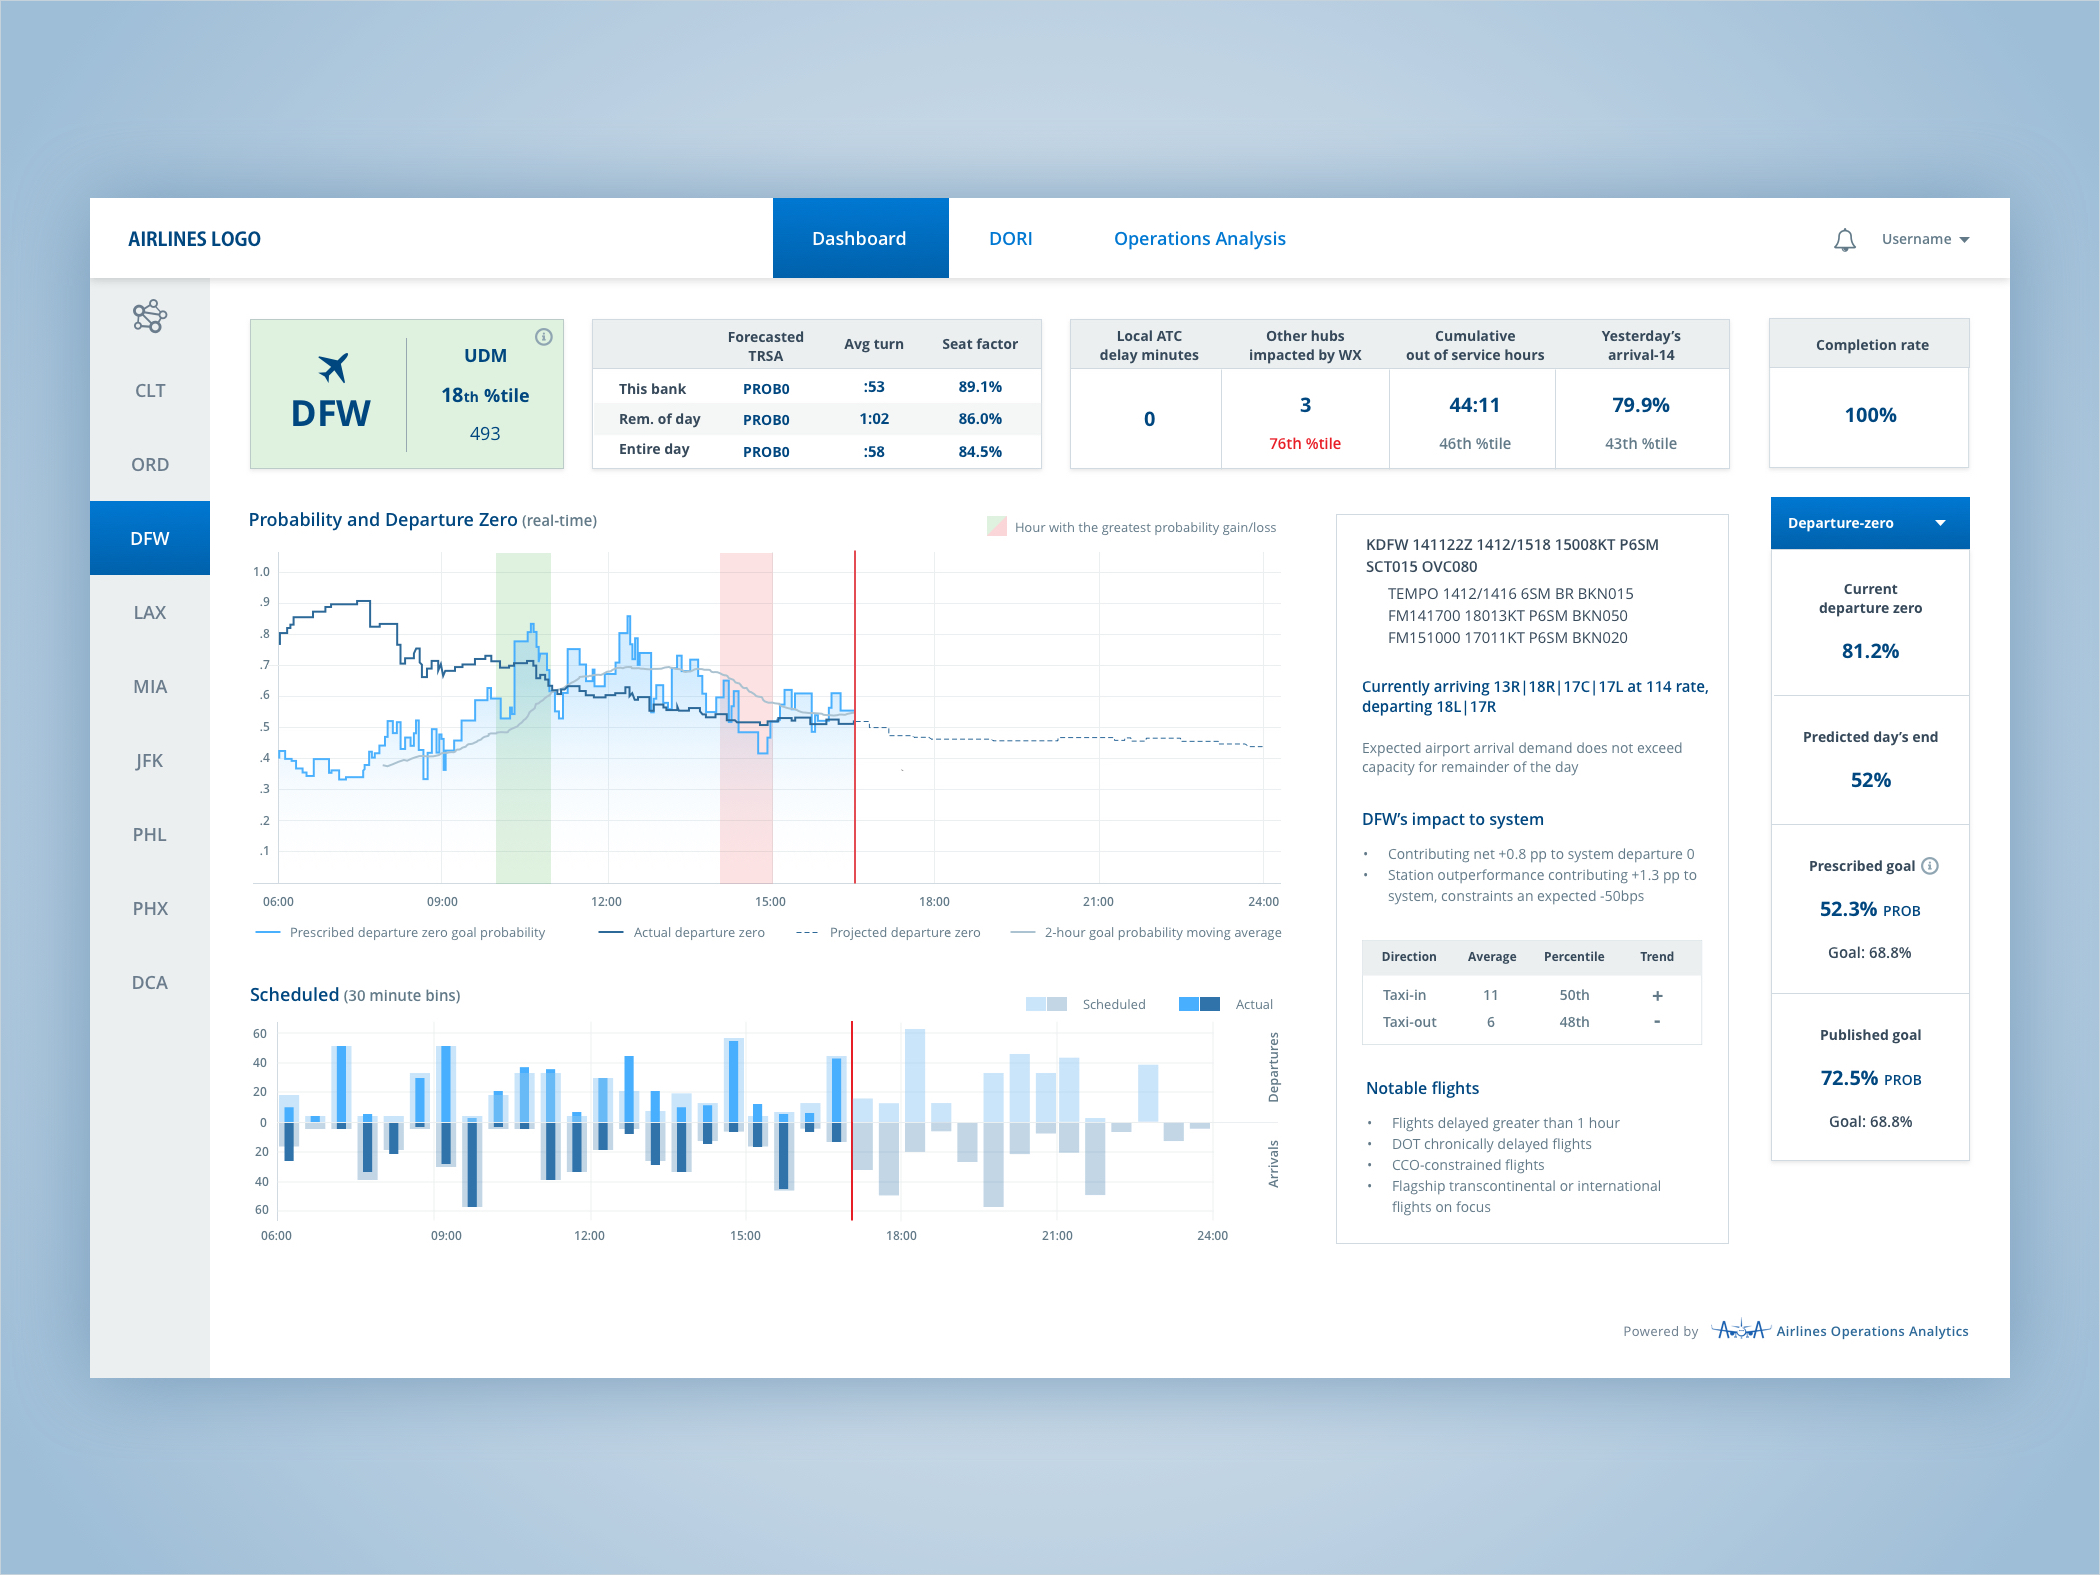 AIRLINES LOGO
Dashboard
DORI
Operations Analysis
Username
CLT
ORD
DFW
LAX
MIA
JFK
PHL
PHX
DCA
DFW
UDM
18th %tile
493
Forecasted TRSA Avg turn Seat factor
This bank PROB0 :53 89.1%
Rem. of day PROB0 1:02 86.0%
Entire day PROB0 :58 84.5%
Local ATC
delay minutes
0
Other hubs
impacted by WX
3
76th %tile
Cumulative
out of service hours
44:11
46th %tile
Yesterday's
arrival-14
79.9%
43th %tile
Completion rate
100%
Probability and Departure Zero (real-time)
Hour with the greatest probability gain/loss
1.0
.9
.8
.7
.6
.5
.4
.3
.2
.1
06:00 09:00 12:00 15:00 18:00 21:00 24:00
Prescribed departure zero goal probability Actual departure zero Projected departure zero 2-hour goal probability moving average
Scheduled (30 minute bins)
Scheduled Actual
60
40
20
0
20
40
60
Departures
Arrivals
06:00 09:00 12:00 15:00 18:00 21:00 24:00
KDFW 141122Z 1412/1518 15008KT P6SM
SCT015 OVC080
TEMPO 1412/1416 6SM BR BKN015
FM141700 18013KT P6SM BKN050
FM151000 17011KT P6SM BKN020
Currently arriving 13R|18R|17C|17L at 114 rate,
departing 18L|17R
Expected airport arrival demand does not exceed
capacity for remainder of the day
DFW's impact to system
• Contributing net +0.8 pp to system departure 0
• Station outperformance contributing +1.3 pp to
system, constraints an expected -50bps
Direction Average Percentile Trend
Taxi-in 11 50th +
Taxi-out 6 48th -
Notable flights
• Flights delayed greater than 1 hour
• DOT chronically delayed flights
• CCO-constrained flights
• Flagship transcontinental or international
flights on focus
Departure-zero
Current
departure zero
81.2%
Predicted day's end
52%
Prescribed goal
52.3% PROB
Goal: 68.8%
Published goal
72.5% PROB
Goal: 68.8%
Powered by AOA Airlines Operations Analytics